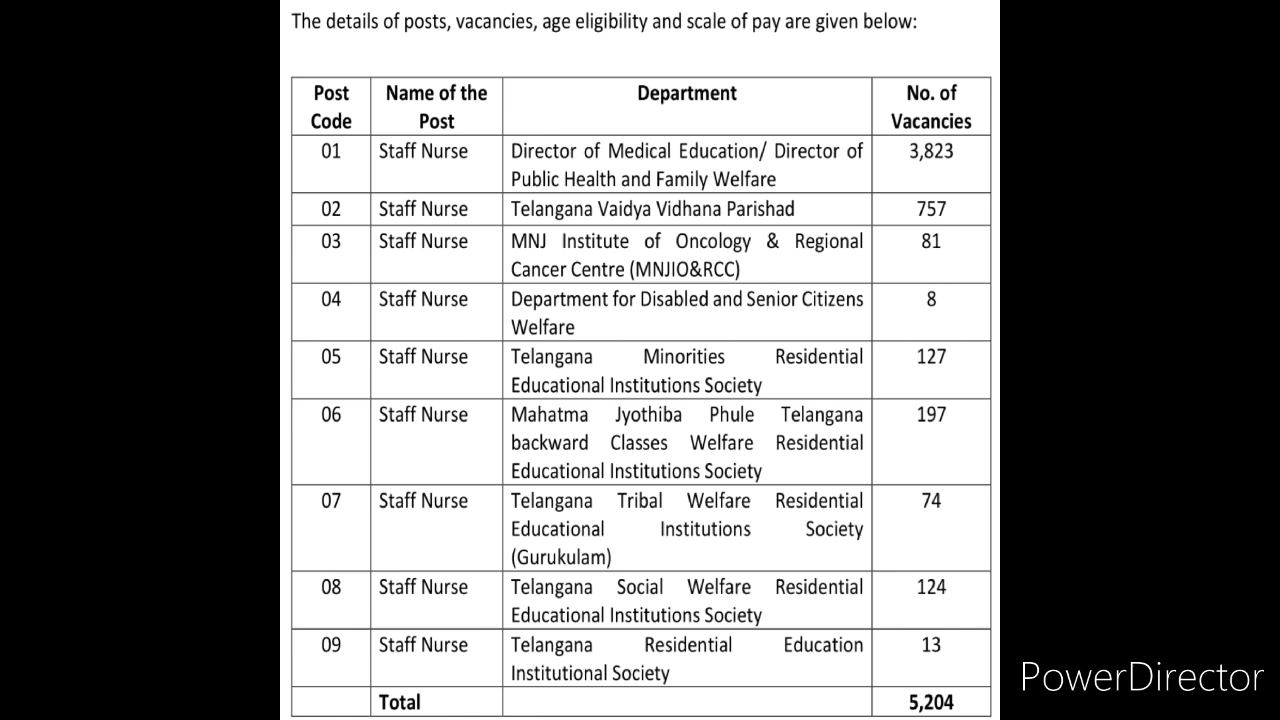 The details of posts, vacancies, age eligibility and scale of pay are given below:
Post Code Name of the Post Department No. of Vacancies
01 Staff Nurse Director of Medical Education/ Director of
Public Health and Family Welfare 3,823
02 Staff Nurse Telangana Vaidya Vidhana Parishad 757
03 Staff Nurse MNJ Institute of Oncology & Regional
Cancer Centre (MNJIO&RCC) 81
04 Staff Nurse Department for Disabled and Senior Citizens
Welfare 8
05 Staff Nurse Telangana Minorities Residential
Educational Institutions Society 127
06 Staff Nurse Mahatma Jyothiba Phule Telangana
backward Classes Welfare Residential
Educational Institutions Society 197
07 Staff Nurse Telangana Tribal Welfare Residential
Educational Institutions Society
(Gurukulam) 74
08 Staff Nurse Telangana Social Welfare Residential
Educational Institutions Society 124
09 Staff Nurse Telangana Residential Education
Institutional Society 13
Total 5,204
PowerDirector